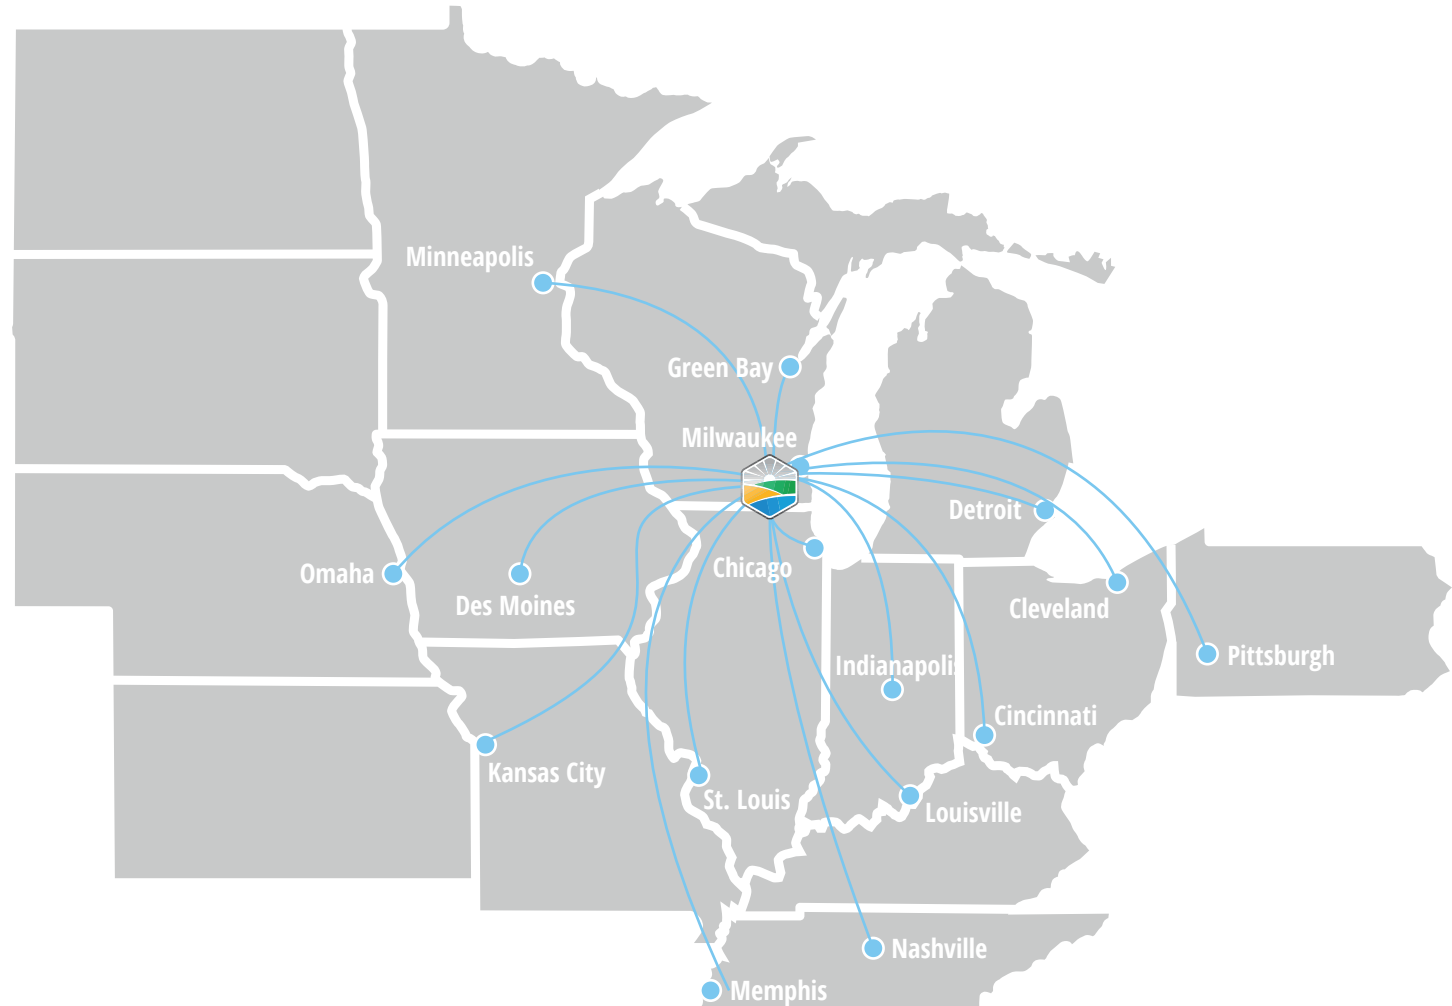 Minneapolis
Green Bay
Milwaukee
Detroit
Chicago
Omaha
Des Moines
Cleveland
Pittsburgh
Indianapolis
Cincinnati
Kansas City
St. Louis
Louisville
Nashville
Memphis